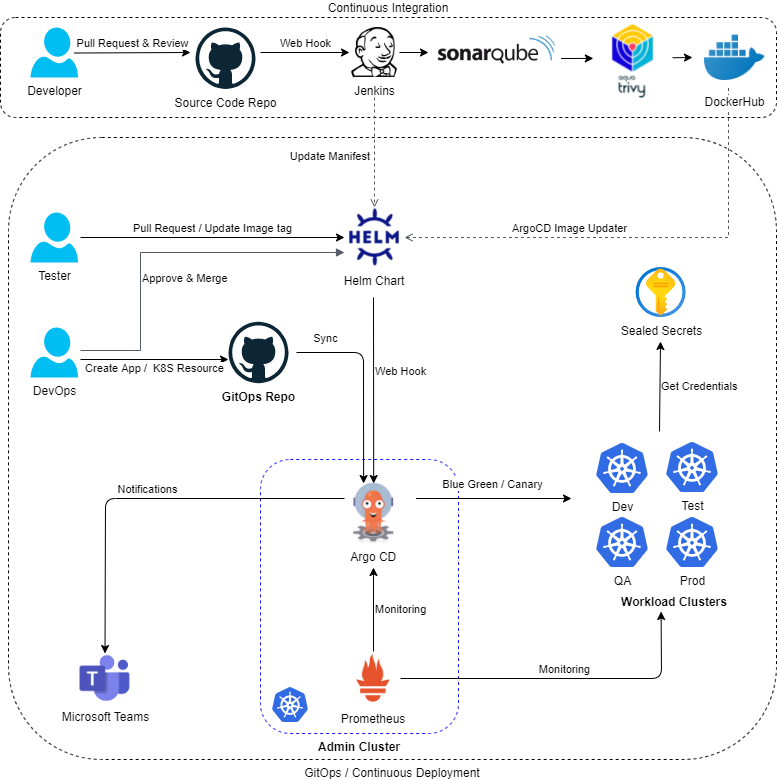 Continuous Integration
Pull Request & Review
Web Hook
sonarqube
aqua
trivy
Developer
Source Code Repo
Jenkins
DockerHub
Update Manifest
Pull Request / Update Image tag
HELM
ArgoCD Image Updater
Tester
Approve & Merge
Helm Chart
Sealed Secrets
Sync
DevOps
Create App /  K8S Resource
GitOps Repo
Web Hook
Get Credentials
Notifications
Blue Green / Canary
Dev
Test
Argo CD
QA
Prod
Workload Clusters
Monitoring
Monitoring
T
Microsoft Teams
Prometheus
Admin Cluster
GitOps / Continuous Deployment